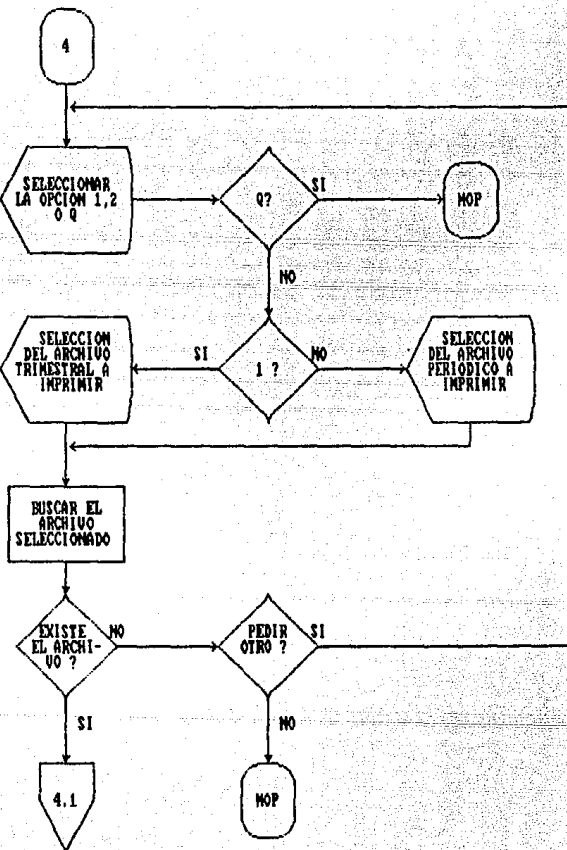 4
SELECCIONAR
LA OPCION 1,2
O Q
Q?
SI
MOP
NO
SELECCION
DEL ARCHIVO
TRIMESTRAL A
IMPRIMIR
SI
1 ?
NO
SELECCION
DEL ARCHIVO
PERIODICO A
IMPRIMIR
BUSCAR EL
ARCHIVO
SELECCIONADO
EXISTE
EL ARCHI-
VO ?
NO
PEDIR
OTRO ?
SI
SI
NO
4.1
MOP